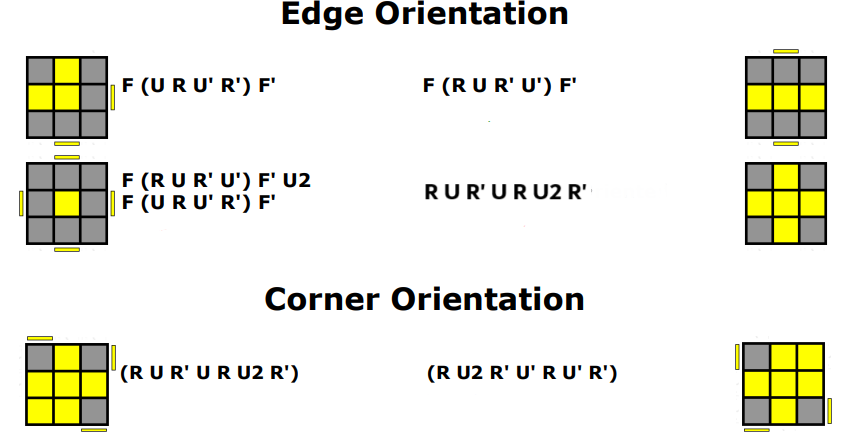 Edge Orientation
F (U R U' R') F'
F (R U R' U') F'
F (R U R' U') F' U2
F (U R U' R') F'
R U R' U R U2 R'
Corner Orientation
(R U R' U R U2 R')
(R U2 R' U' R U' R')